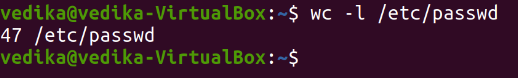 vedika@vedika-VirtualBox:~$ wc -l /etc/passwd
47 /etc/passwd
vedika@vedika-VirtualBox:~$